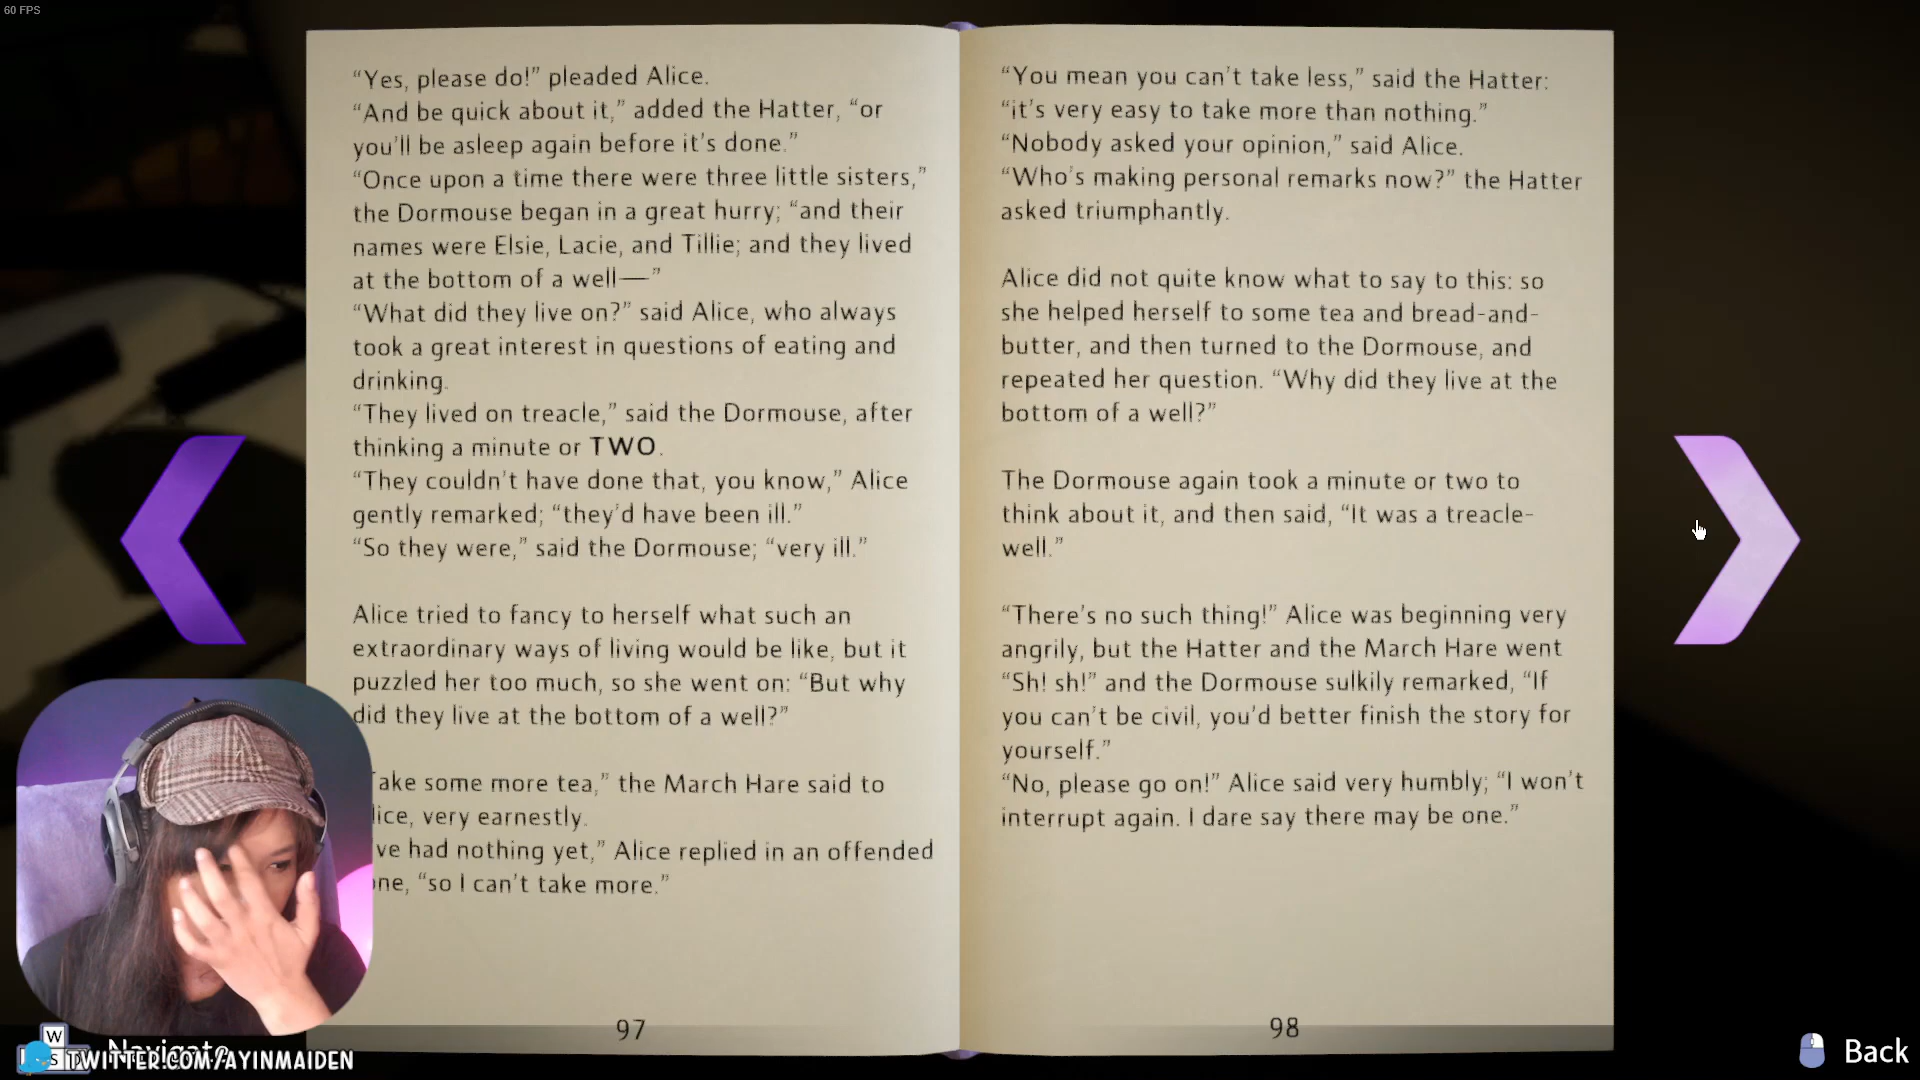 60 FPS
“Yes, please do!” pleaded Alice.
“And be quick about it,” added the Hatter, “or
you’ll be asleep again before it’s done.”
“Once upon a time there were three little sisters,”
the Dormouse began in a great hurry; “and their
names were Elsie, Lacie, and Tillie; and they lived
at the bottom of a well—”
“What did they live on?” said Alice, who always
took a great interest in questions of eating and
drinking.
“They lived on treacle,” said the Dormouse, after
thinking a minute or TWO.
“They couldn’t have done that, you know,” Alice
gently remarked; “they’d have been ill.”
“So they were,” said the Dormouse; “very ill.”
Alice tried to fancy to herself what such an
extraordinary ways of living would be like, but it
puzzled her too much, so she went on: “But why
did they live at the bottom of a well?”
ake some more tea,” the March Hare said to
lice, very earnestly.
ve had nothing yet,” Alice replied in an offended
ne, “so I can’t take more.”
97
“You mean you can’t take less,” said the Hatter:
“it’s very easy to take more than nothing.”
“Nobody asked your opinion,” said Alice.
“Who’s making personal remarks now?” the Hatter
asked triumphantly.
Alice did not quite know what to say to this: so
she helped herself to some tea and bread-and-
butter, and then turned to the Dormouse, and
repeated her question. “Why did they live at the
bottom of a well?”
The Dormouse again took a minute or two to
think about it, and then said, “It was a treacle-
well.”
“There’s no such thing!” Alice was beginning very
angrily, but the Hatter and the March Hare went
“Sh! sh!” and the Dormouse sulkily remarked, “If
you can’t be civil, you’d better finish the story for
yourself.”
“No, please go on!” Alice said very humbly; “I won’t
interrupt again. I dare say there may be one.”
98
W
S
Navigate
TWITTER.COM/AYINMAIDEN
Back